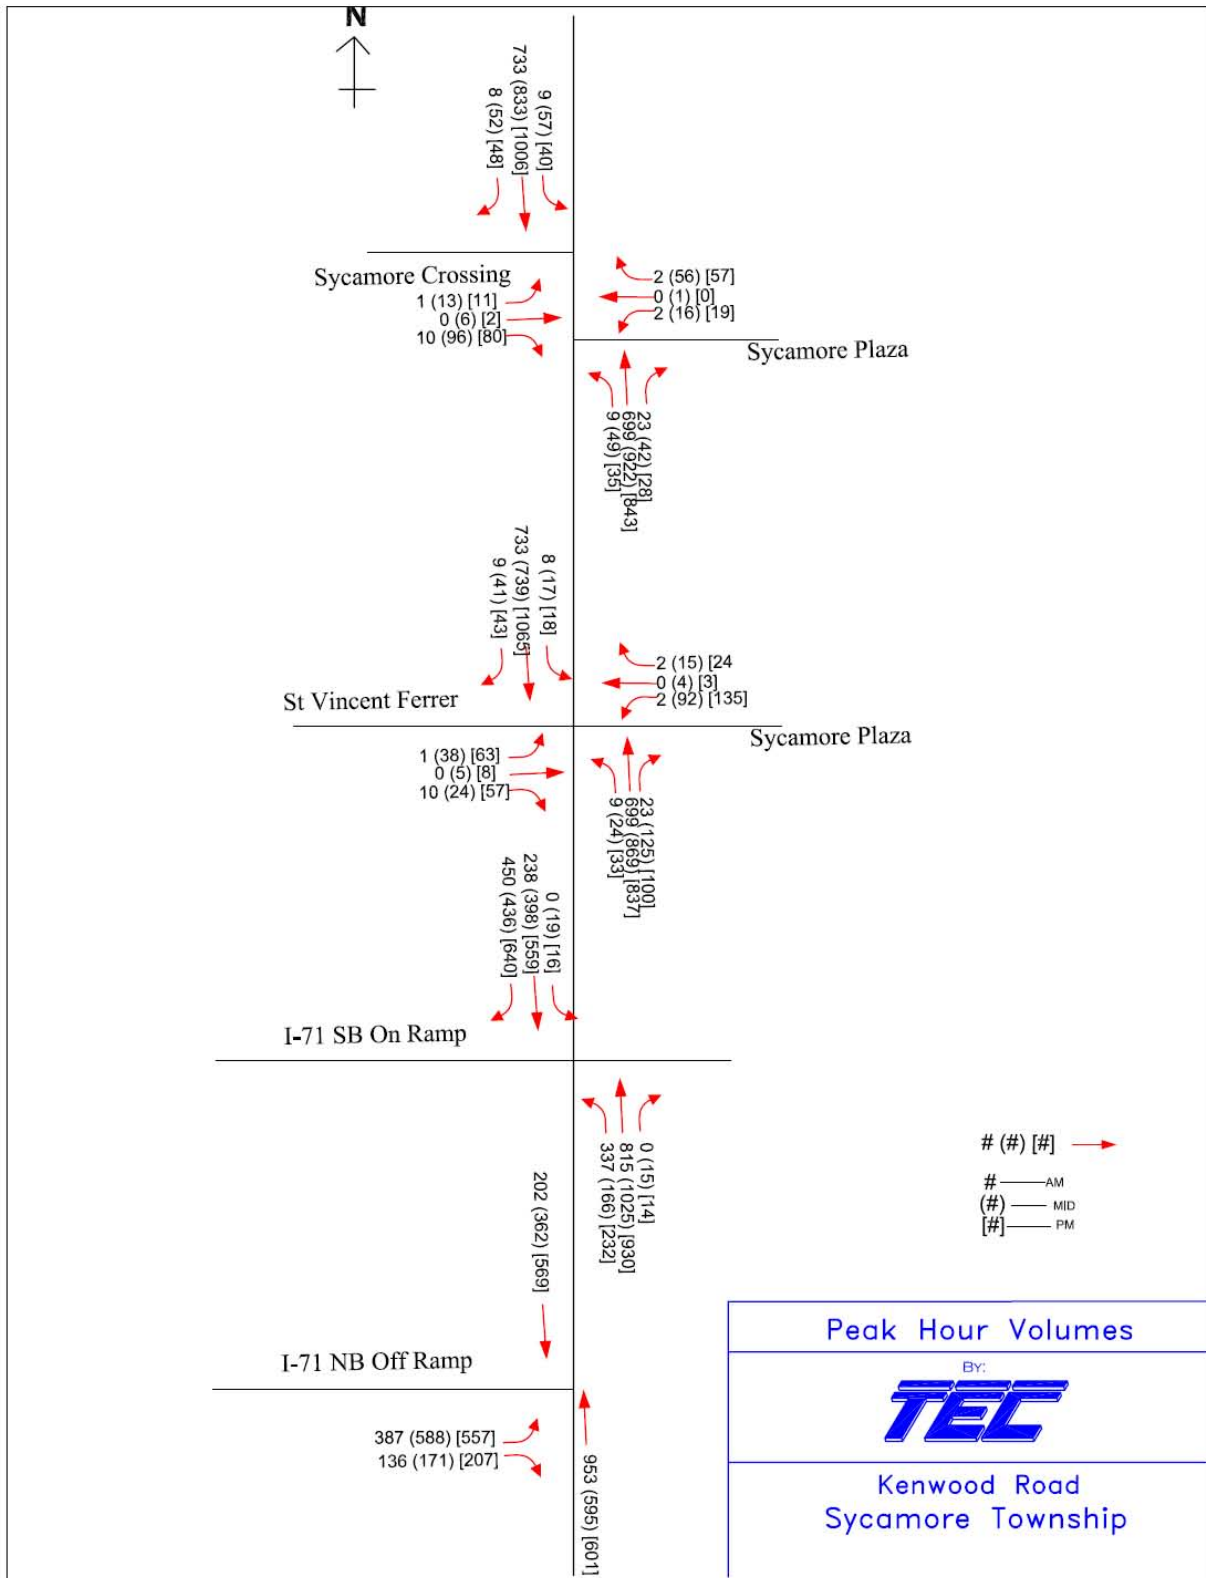 N
733 (833) [1006]
9 (57) [40]
8 (52) [48]
Sycamore Crossing
1 (13) [11]
0 (6) [2]
10 (96) [80]
2 (56) [57]
0 (1) [0]
2 (16) [19]
Sycamore Plaza
23 (42) [28]
699 (922) [843]
9 (49) [35]
8 (17) [18]
733 (739) [1065]
9 (41) [43]
2 (15) [24
0 (4) [3]
2 (92) [135]
St Vincent Ferrer
Sycamore Plaza
1 (38) [63]
0 (5) [8]
10 (24) [57]
23 (125) [100]
699 (869) [837]
9 (24) [33]
0 (19) [16]
238 (398) [559]
450 (436) [640]
I-71 SB On Ramp
0 (15) [14]
815 (1025) [930]
337 (166) [232]
# (#) [#]
# AM
(#) MID
[#] PM
202 (362) [569]
I-71 NB Off Ramp
387 (588) [557]
136 (171) [207]
953 (595) [601]
Peak Hour Volumes
BY:
TEC
Kenwood Road
Sycamore Township